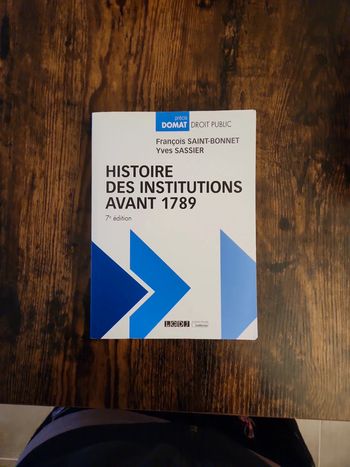 précis
DOMAT DROIT PUBLIC
François SAINT-BONNET
Yves SASSIER
HISTOIRE
DES INSTITUTIONS
AVANT 1789
7e édition
LGDJ